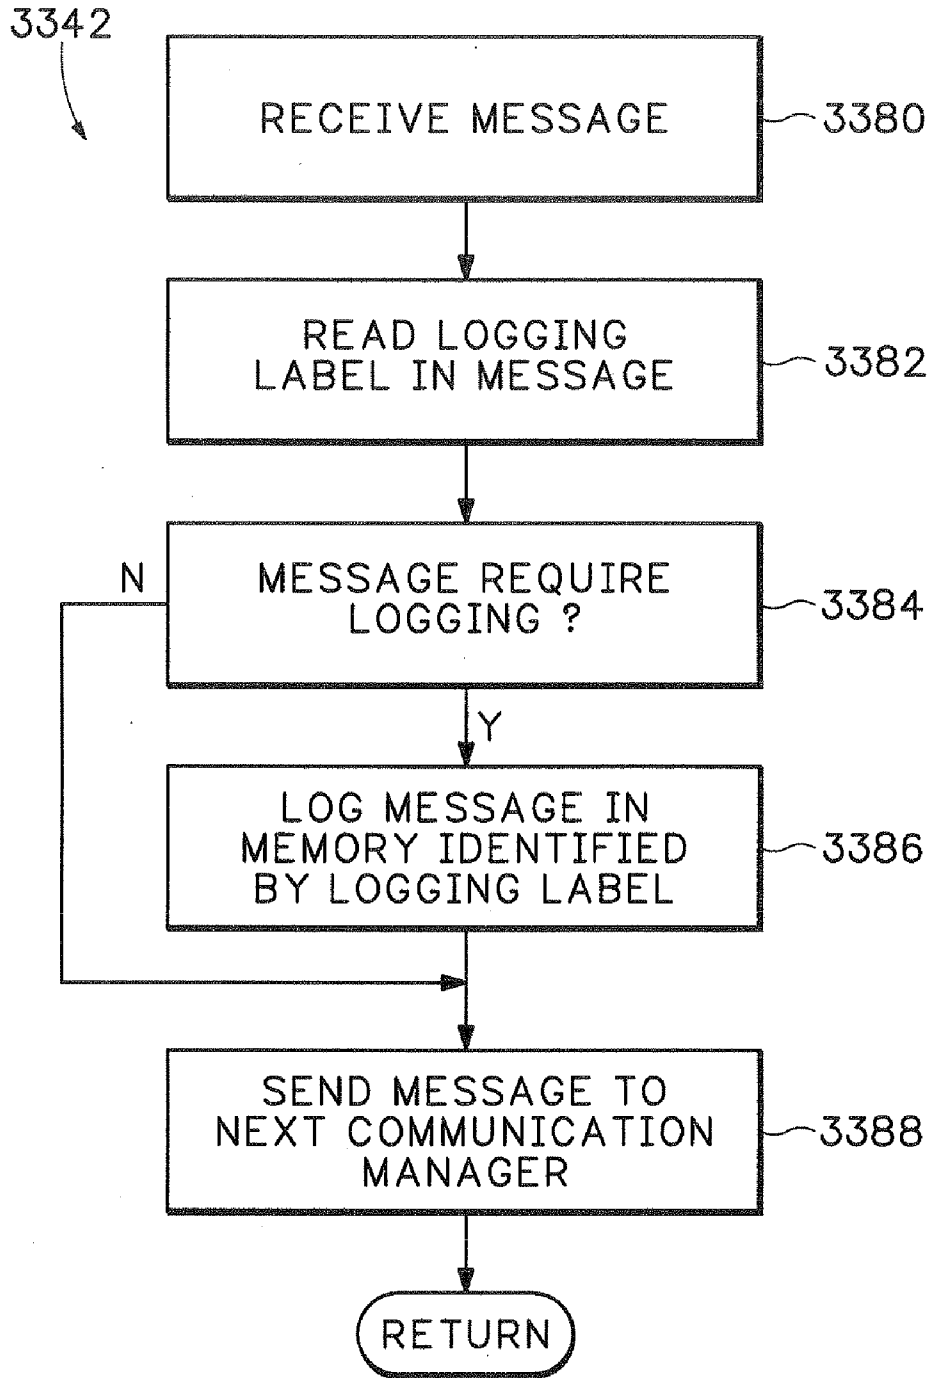 3342
RECEIVE MESSAGE
3380
READ LOGGING
LABEL IN MESSAGE
3382
MESSAGE REQUIRE
LOGGING ?
3384
N
Y
LOG MESSAGE IN
MEMORY IDENTIFIED
BY LOGGING LABEL
3386
SEND MESSAGE TO
NEXT COMMUNICATION
MANAGER
3388
RETURN